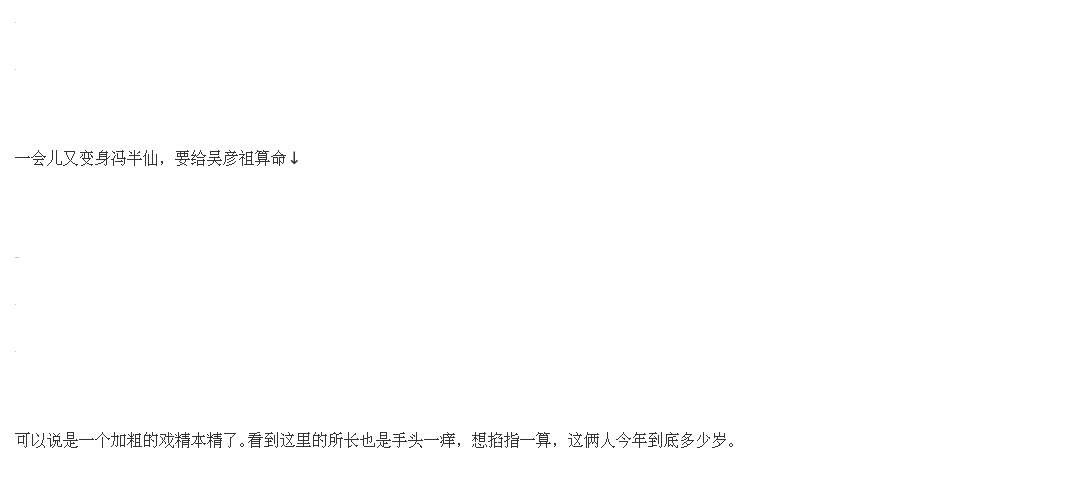 一会儿又变身冯半仙，要给吴彦祖算命↓
可以说是一个加粗的戏精本精了。看到这里的所长也是手头一痒，想掐指一算，这俩人今年到底多少岁。